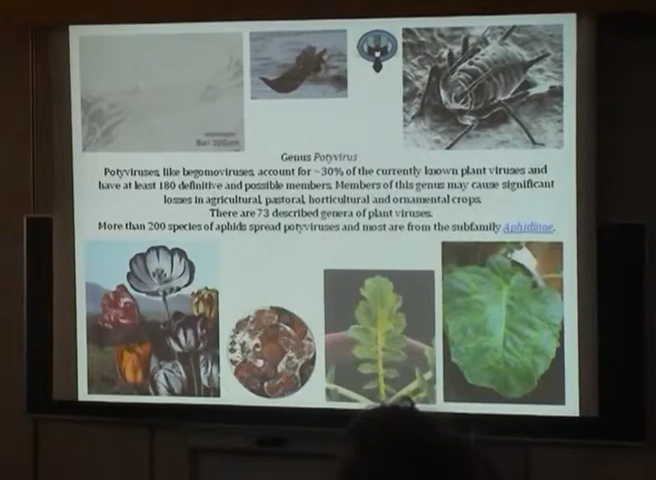 Bar 200nm
Genus Potyvirus
Potyviruses, like begomoviruses, account for ~30% of the currently known plant viruses and
have at least 180 definitive and possible members. Members of this genus may cause significant
losses in agricultural, pastoral, horticultural and ornamental crops.
There are 73 described genera of plant viruses.
More than 200 species of aphids spread potyviruses and most are from the subfamily Aphidinae.